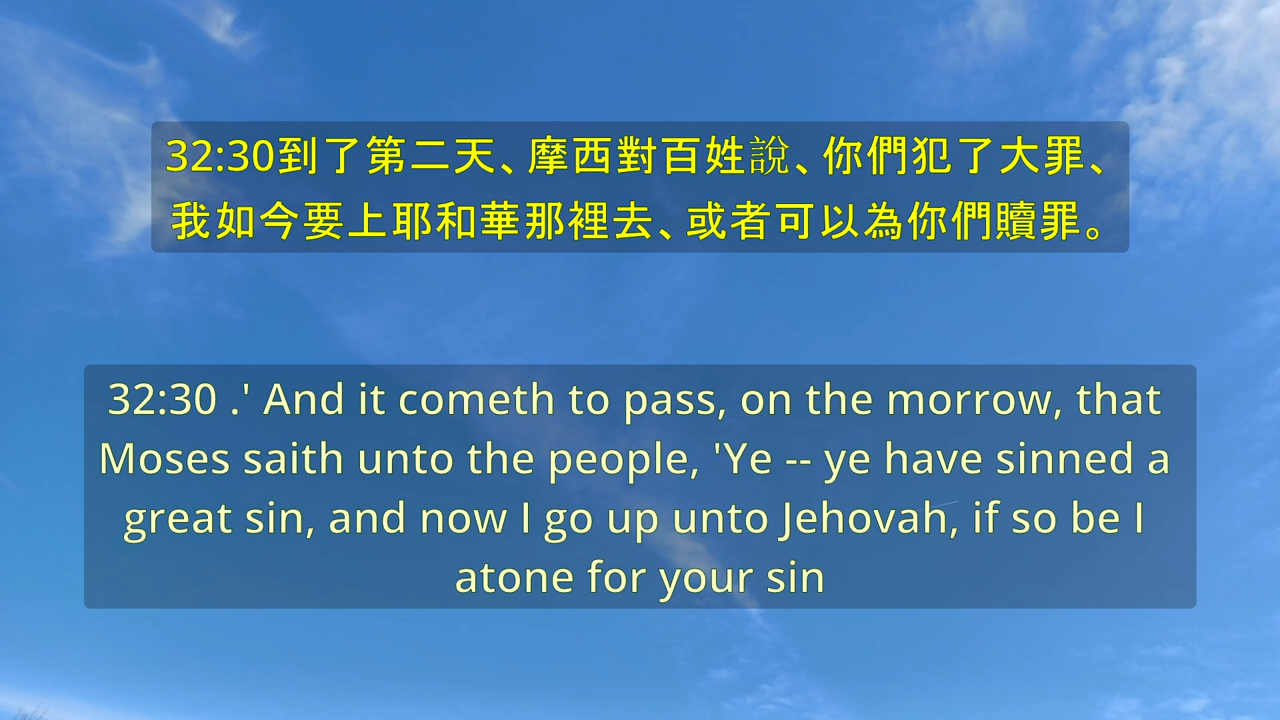 32:30到了第二天、摩西對百姓說、你們犯了大罪、
我如今要上耶和華那裡去、或者可以為你們贖罪。
32:30 .' And it cometh to pass, on the morrow, that
Moses saith unto the people, 'Ye -- ye have sinned a
great sin, and now I go up unto Jehovah, if so be I
atone for your sin